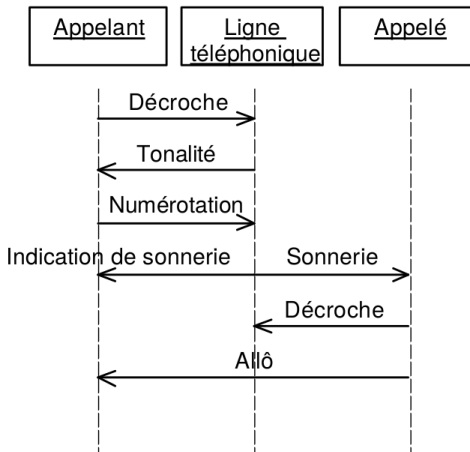 Appelant
Ligne
téléphonique
Appelé
Décroche
Tonalité
Numérotation
Indication de sonnerie
Sonnerie
Décroche
Allô